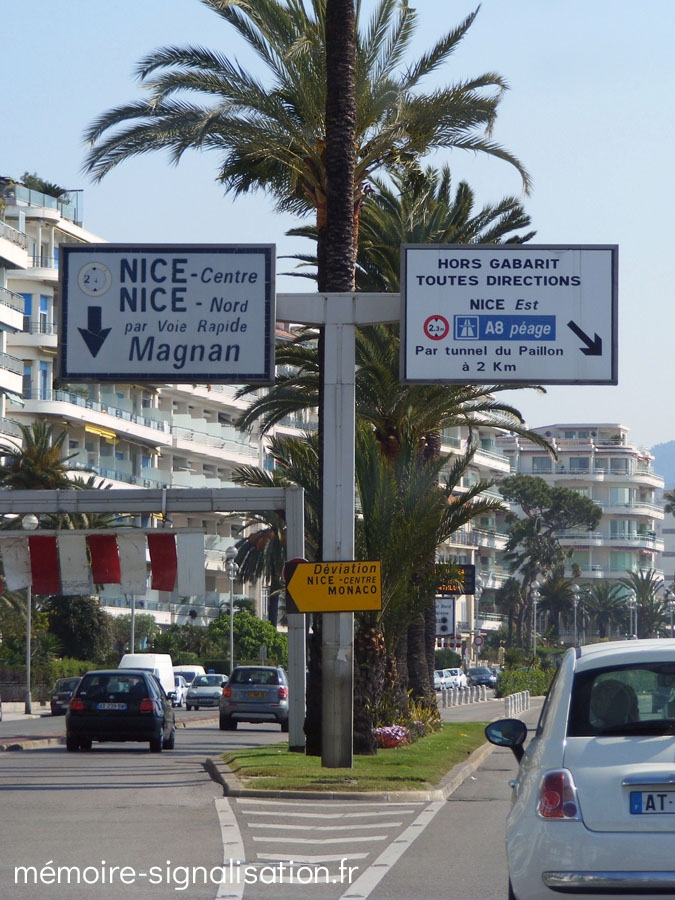 NICE-Centre
NICE - Nord
par Voie Rapide
Magnan
HORS GABARIT
TOUTES DIRECTIONS
NICE Est
2.3m A8 péage
Par tunnel du Paillon
à 2 Km
Déviation
NICE - CENTRE
MONACO
AT
mémoire-signalisation.fr